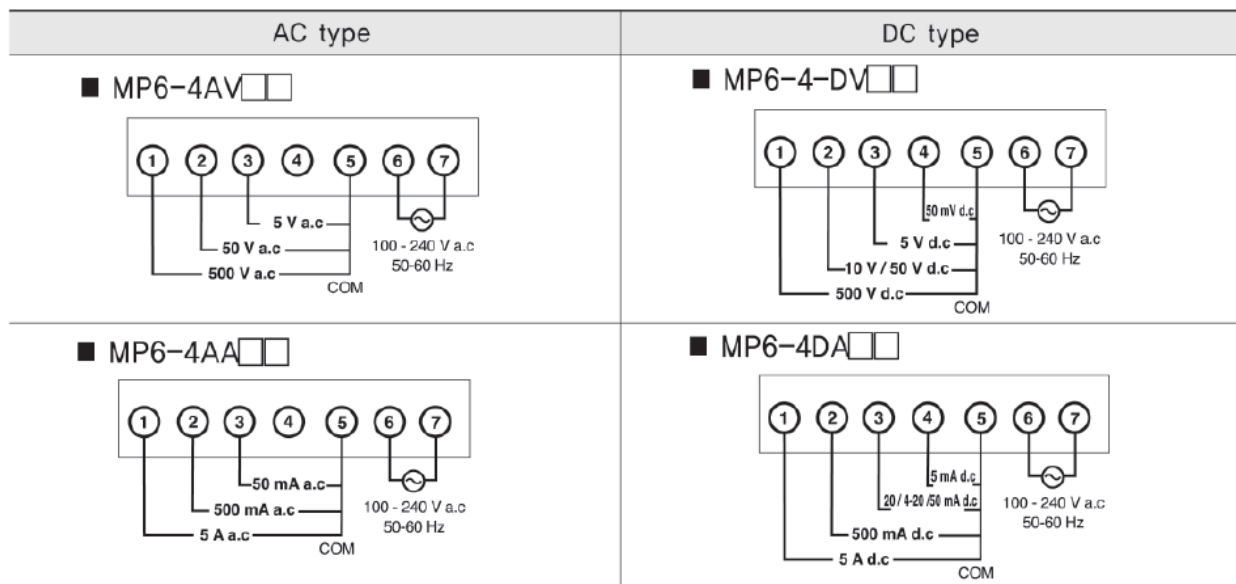 AC type
DC type
■ MP6-4AV□□
1 2 3 4 5 6 7
5 V a.c
50 V a.c
500 V a.c
COM
100 - 240 V a.c
50-60 Hz
■ MP6-4-DV□□
1 2 3 4 5 6 7
50 mV d.c
5 V d.c
10 V / 50 V d.c
500 V d.c
COM
100 - 240 V a.c
50-60 Hz
■ MP6-4AA□□
1 2 3 4 5 6 7
50 mA a.c
500 mA a.c
5 A a.c
COM
100 - 240 V a.c
50-60 Hz
■ MP6-4DA□□
1 2 3 4 5 6 7
5 mA d.c
20 / 4-20 /50 mA d.c
500 mA d.c
5 A d.c
COM
100 - 240 V a.c
50-60 Hz